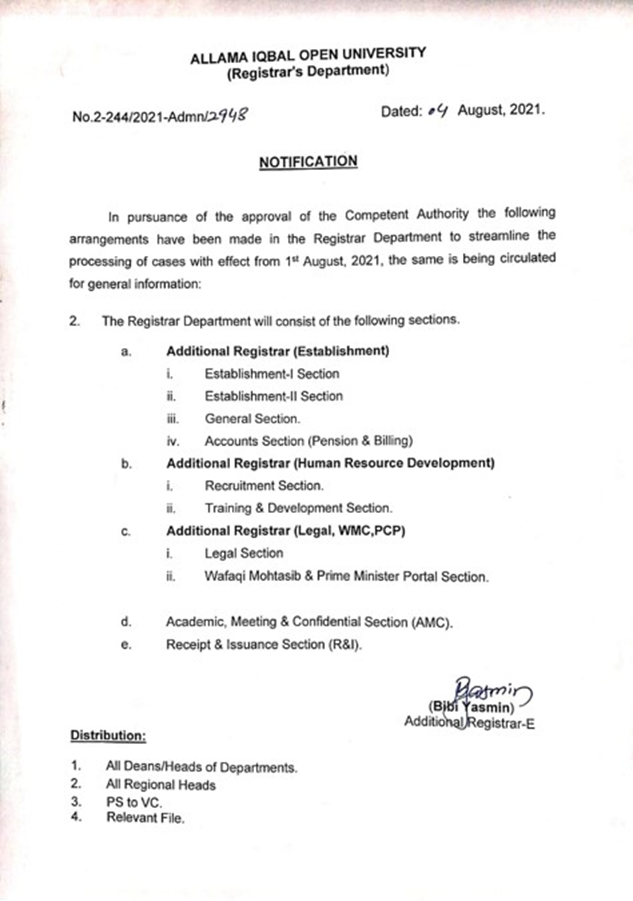 ALLAMA IQBAL OPEN UNIVERSITY
(Registrar's Department)
No.2-244/2021-Admn/2948
Dated: 04 August, 2021.
NOTIFICATION
In pursuance of the approval of the Competent Authority the following
arrangements have been made in the Registrar Department to streamline the
processing of cases with effect from 1st August, 2021, the same is being circulated
for general information:
2. The Registrar Department will consist of the following sections.
a. Additional Registrar (Establishment)
i. Establishment-I Section
ii. Establishment-II Section
iii. General Section.
iv. Accounts Section (Pension & Billing)
b. Additional Registrar (Human Resource Development)
i. Recruitment Section.
ii. Training & Development Section.
c. Additional Registrar (Legal, WMC,PCP)
i. Legal Section
ii. Wafaqi Mohtasib & Prime Minister Portal Section.
d. Academic, Meeting & Confidential Section (AMC).
e. Receipt & Issuance Section (R&I).
Basmin
(Bibi Yasmin)
Additional Registrar-E
Distribution:
1. All Deans/Heads of Departments.
2. All Regional Heads
3. PS to VC.
4. Relevant File.